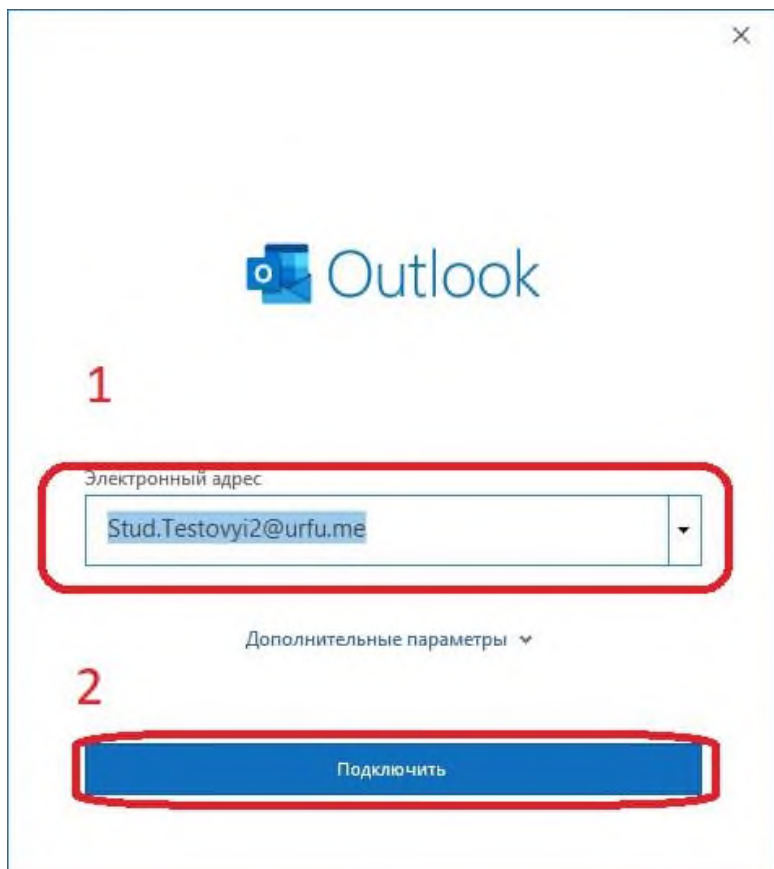 Outlook
1
Электронный адрес
Stud.Testovyi2@urfu.me
Дополнительные параметры
2
Подключить